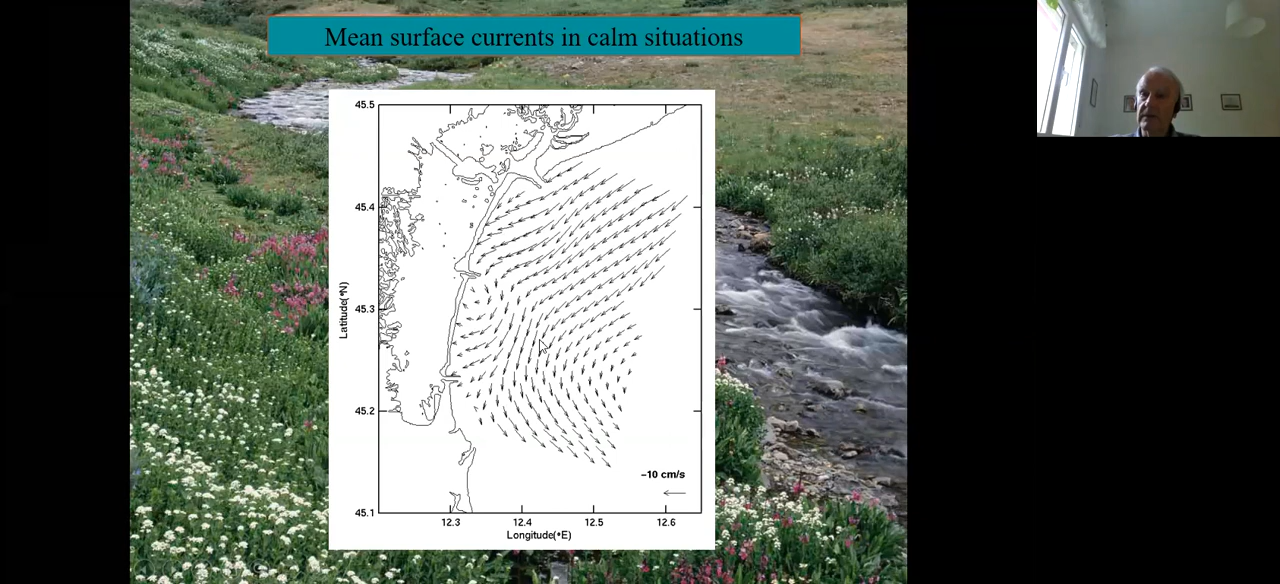 Mean surface currents in calm situations
45.5
45.4
45.3
45.2
45.1
Latitude(°N)
−10 cm/s
12.3 12.4 12.5 12.6
Longitude(°E)